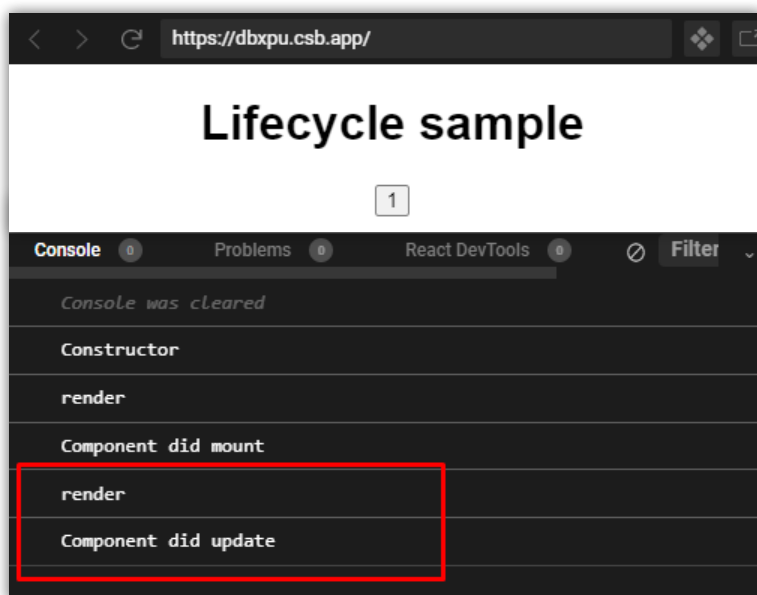 https://dbxpu.csb.app/
Lifecycle sample
1
Console 0 Problems 0 React DevTools 0 Filter
Console was cleared
Constructor
render
Component did mount
render
Component did update